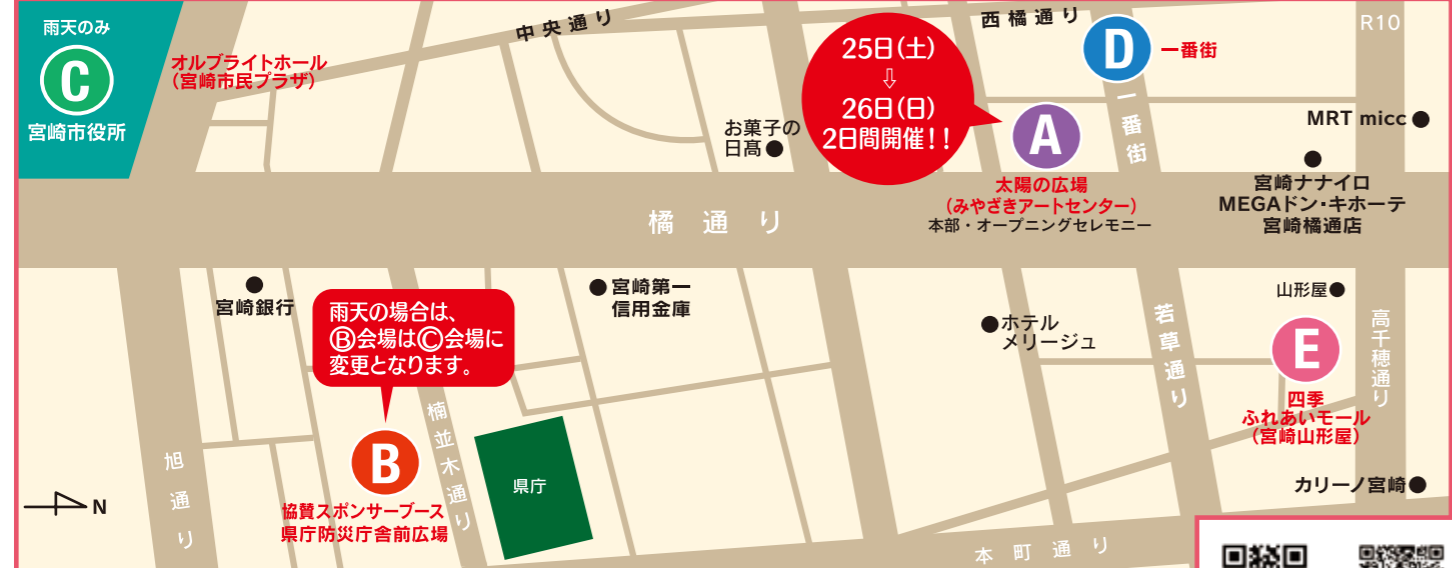 雨天のみ
C
宮崎市役所
オルブライトホール
(宮崎市民プラザ)
中央通り
西橘通り
25日(土)
⇩
26日(日)
2日間開催!!
D
一番街
一番街
R10
お菓子の
日髙●
A
太陽の広場
(みやざきアートセンター)
本部・オープニングセレモニー
MRT micc●
●
宮崎ナナイロ
MEGAドン・キホーテ
宮崎橘通店
橘通り
●
宮崎銀行
雨天の場合は、
Ⓑ会場はⒸ会場に
変更となります。
●宮崎第一
信用金庫
●ホテル
メリージュ
若草通り
山形屋●
E
四季
ふれあいモール
(宮崎山形屋)
高千穂通り
カリーノ宮崎●
旭通り
B
協賛スポンサーブース
県庁防災庁舎前広場
楠並木通り
県庁
本町通り
N